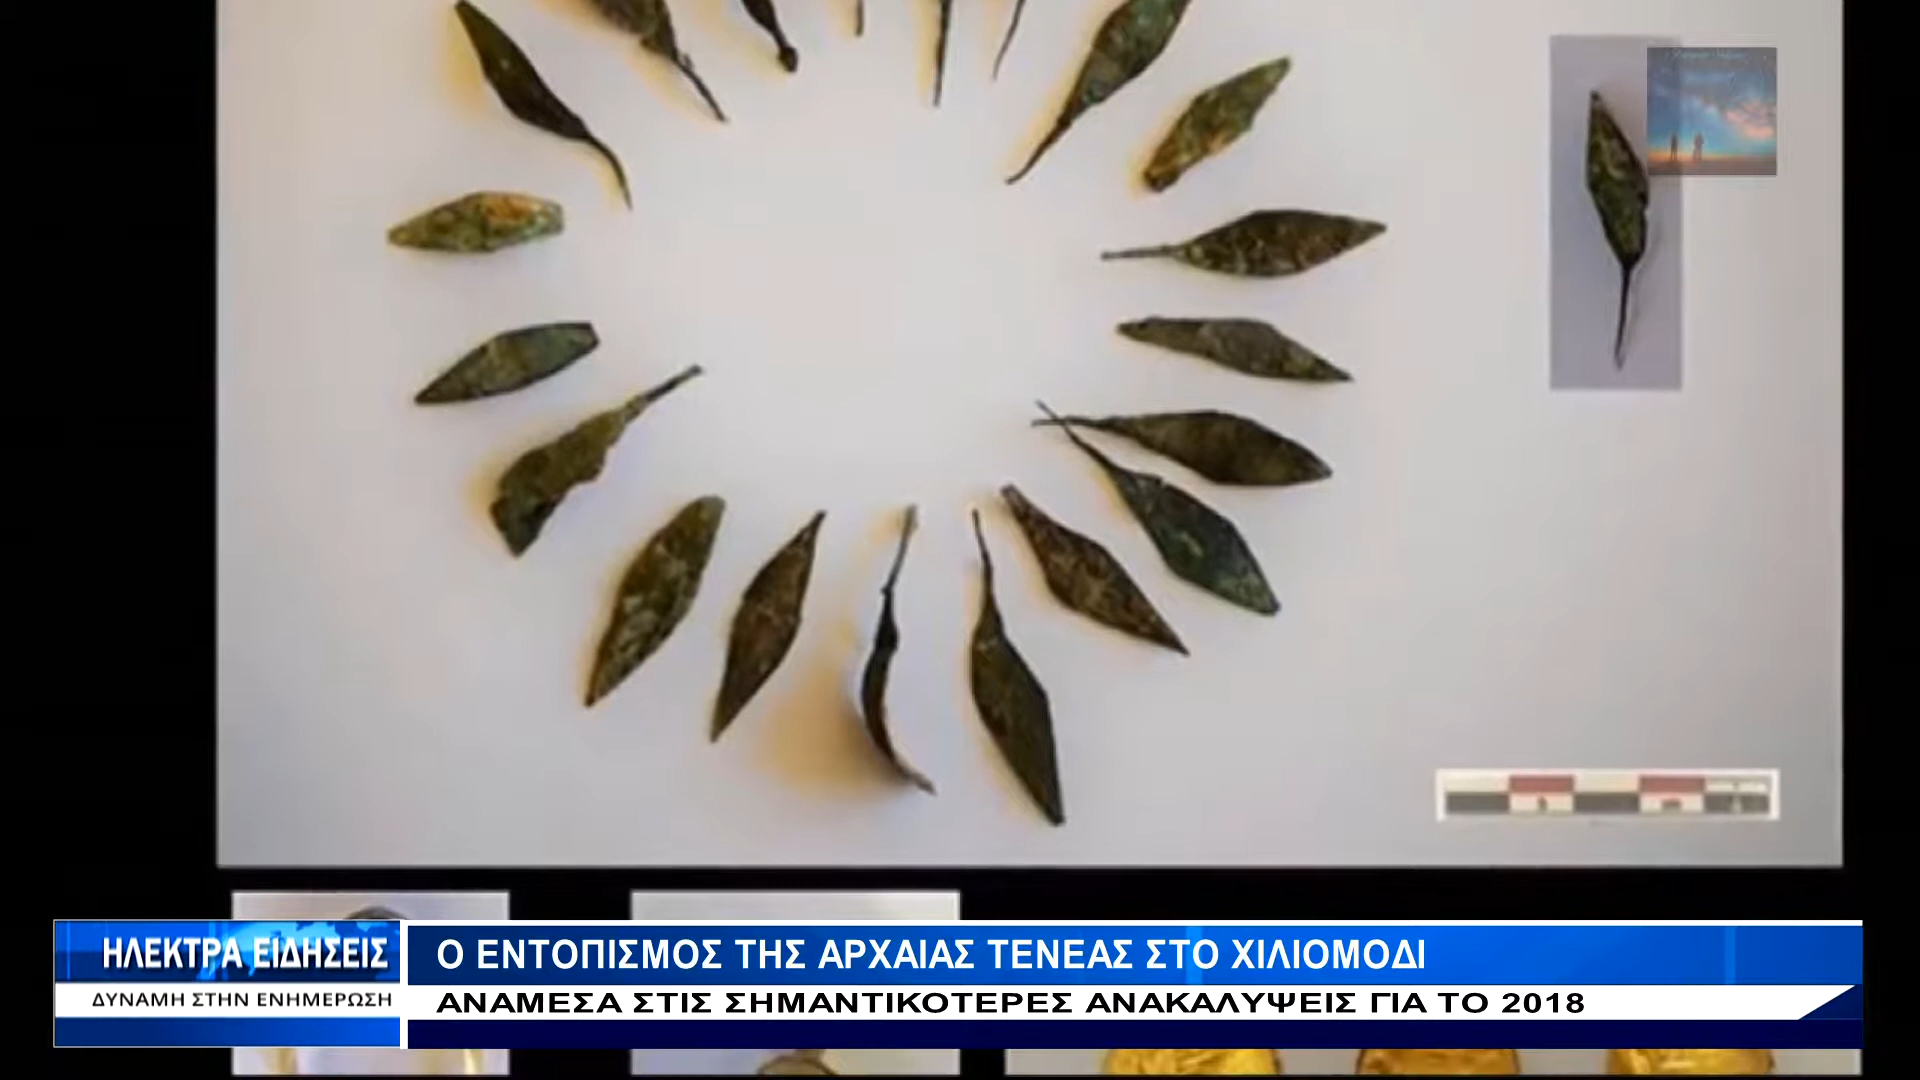 ΗΛΕΚΤΡΑ ΕΙΔΗΣΕΙΣ
ΔΥΝΑΜΗ ΣΤΗΝ ΕΝΗΜΕΡΩΣΗ
Ο ΕΝΤΟΠΙΣΜΟΣ ΤΗΣ ΑΡΧΑΙΑΣ ΤΕΝΕΑΣ ΣΤΟ ΧΙΛΙΟΜΟΔΙ
ΑΝΑΜΕΣΑ ΣΤΙΣ ΣΗΜΑΝΤΙΚΟΤΕΡΕΣ ΑΝΑΚΑΛΥΨΕΙΣ ΓΙΑ ΤΟ 2018